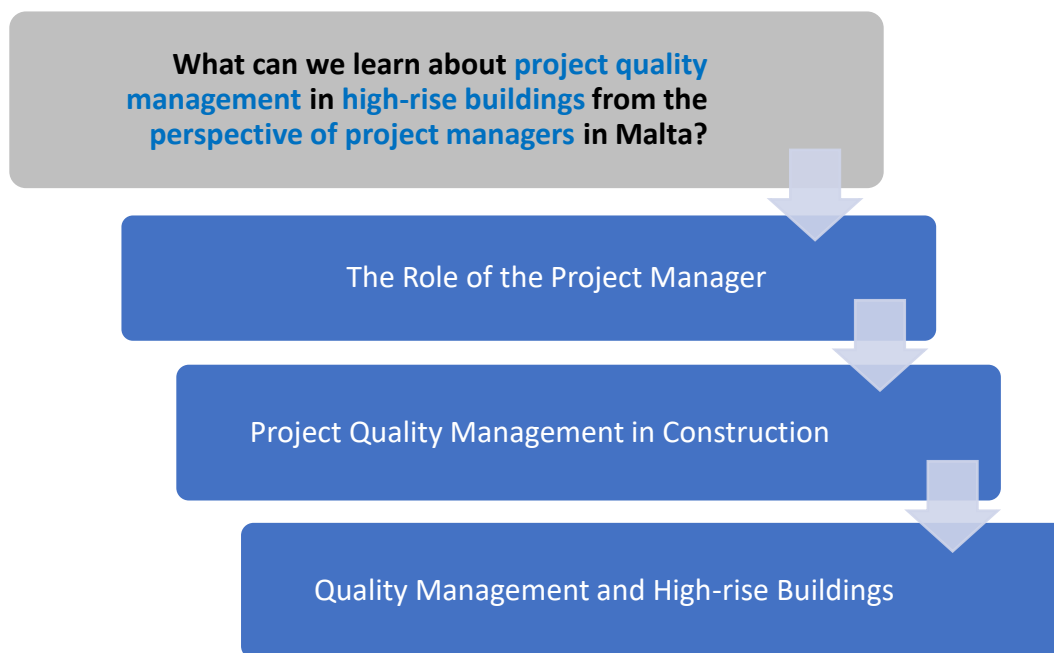 What can we learn about project quality
management in high-rise buildings from the
perspective of project managers in Malta?
The Role of the Project Manager
Project Quality Management in Construction
Quality Management and High-rise Buildings